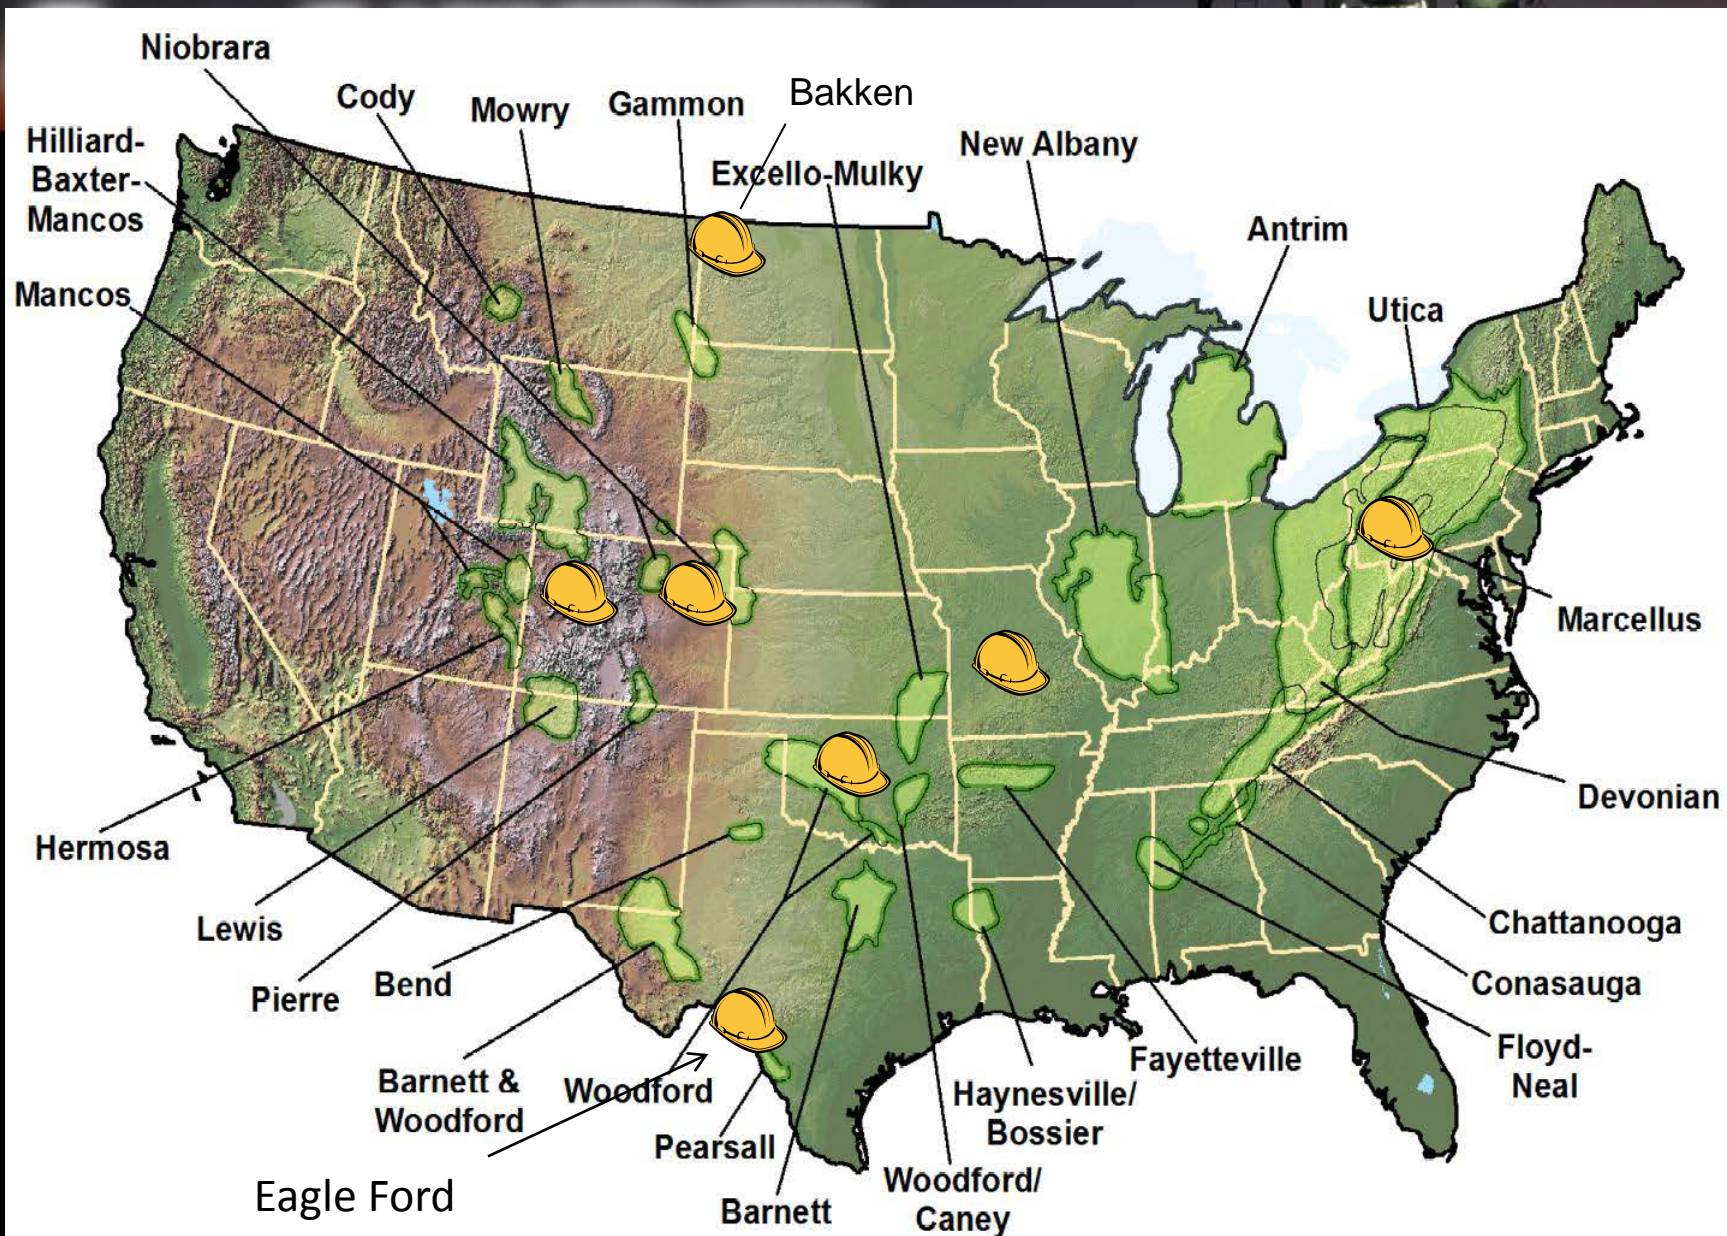 Niobrara
Cody
Mowry
Gammon
Bakken
Hilliard-
Baxter-
Mancos
Excello-Mulky
New Albany
Antrim
Mancos
Utica
Marcellus
Devonian
Hermosa
Lewis
Chattanooga
Pierre
Bend
Conasauga
Barnett &
Woodford
Woodford
Pearsall
Haynesville/
Bossier
Fayetteville
Floyd-
Neal
Eagle Ford
Barnett
Woodford/
Caney